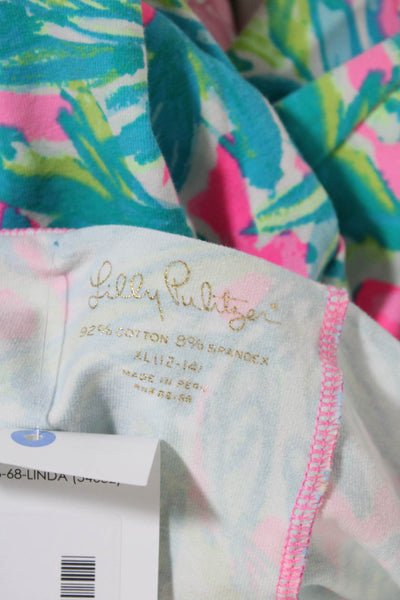 Lilly Pulitzer
92% COTTON 8% SPANDEX
XL (12-14)
MADE IN PERU
-68-LINDA